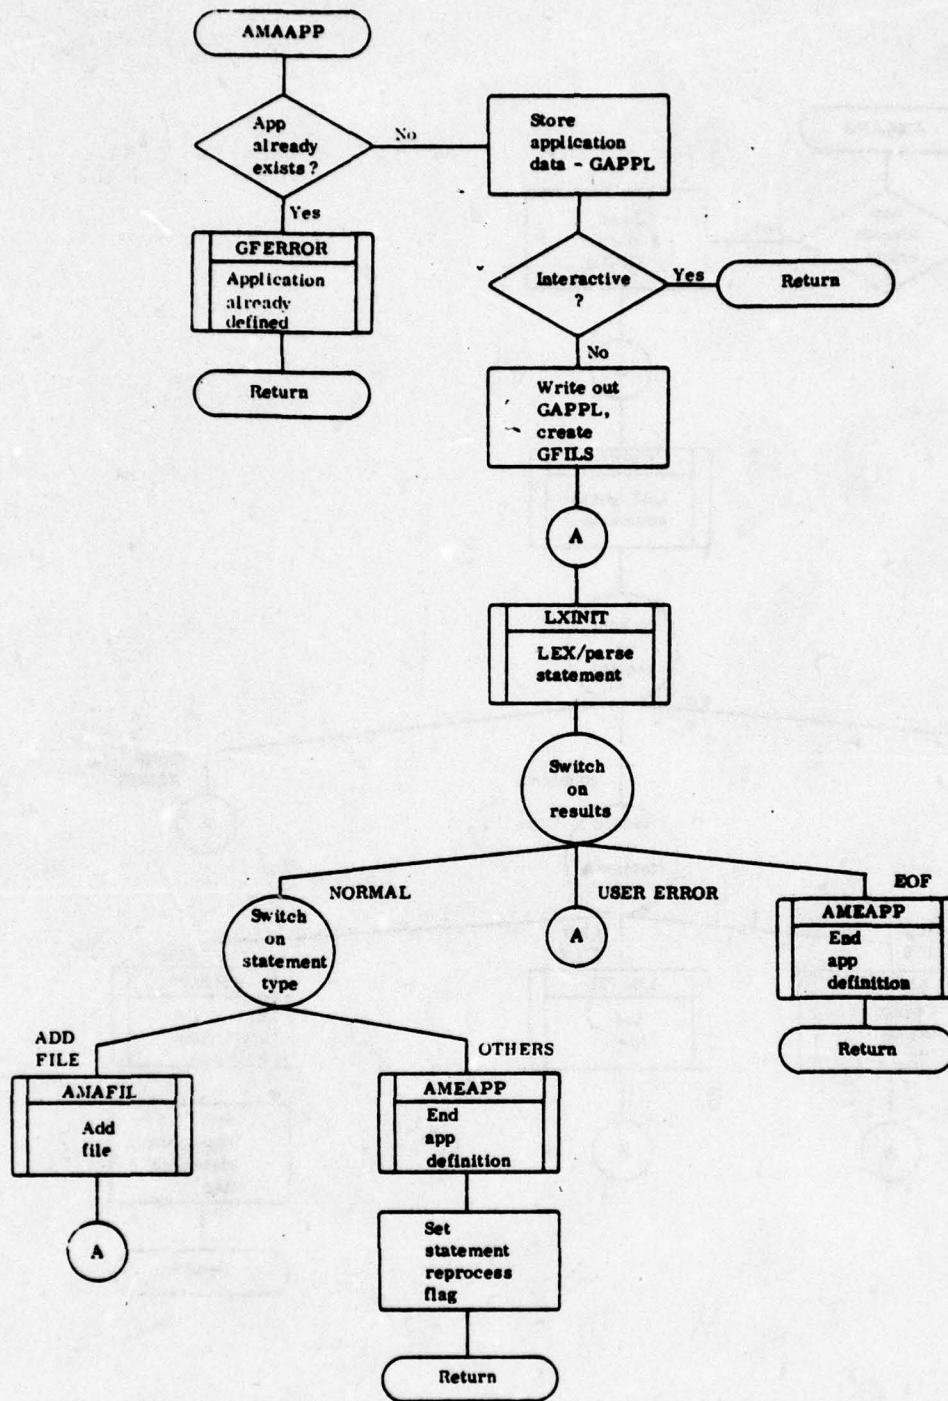 AMAAPP
App
already
exists?
No
Store
application
data - GAPPL
Yes
GFERROR
Application
already
defined
Return
Interactive
?
Yes
Return
No
Write out
GAPPL,
create
GFILS
A
LXINIT
LEX/parse
statement
Switch
on
results
NORMAL
USER ERROR
EOF
Switch
on
statement
type
A
AMEAPP
End
app
definition
Return
ADD
FILE
AMAFIL
Add
file
A
OTHERS
AMEAPP
End
app
definition
Set
statement
reprocess
flag
Return